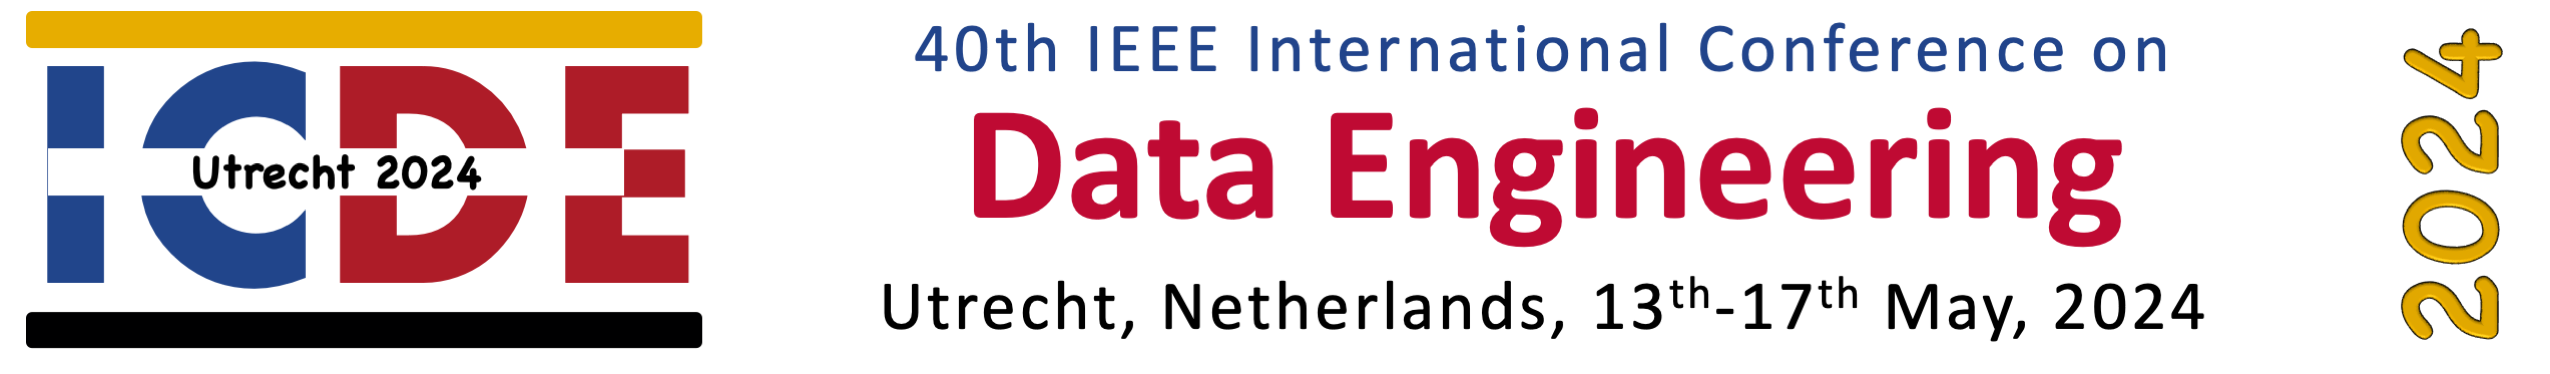 ICDE
Utrecht 2024
40th IEEE International Conference on
Data Engineering
Utrecht, Netherlands, 13th-17th May, 2024
2024